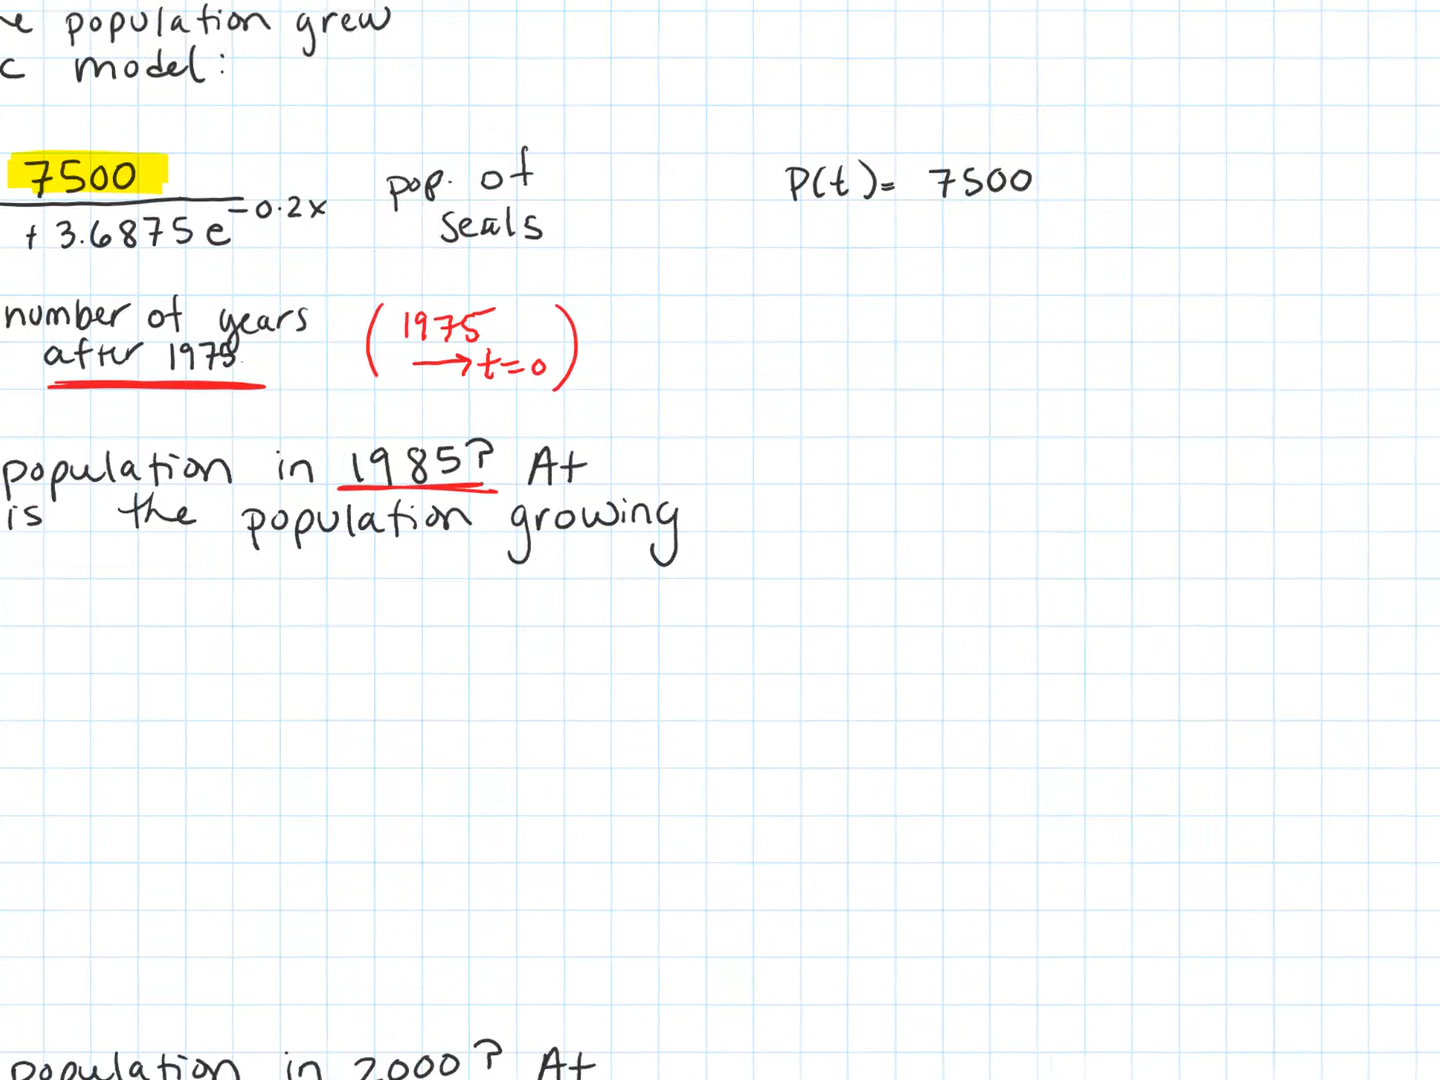 e population grew
c model:
7500
+ 3.6875 e^-0.2x
pop. of
seals
P(t) = 7500
number of years
after 1975.
(1975
→ t=0)
population in 1985? At
is the population growing
population in 2000? At